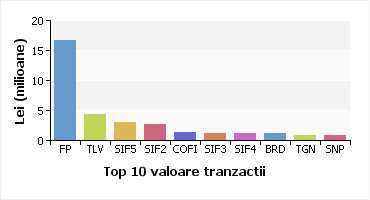 Lei (milioane)
20
15
10
5
0
FP TLV SIF5 SIF2 COFI SIF3 SIF4 BRD TGN SNP
Top 10 valoare tranzactii